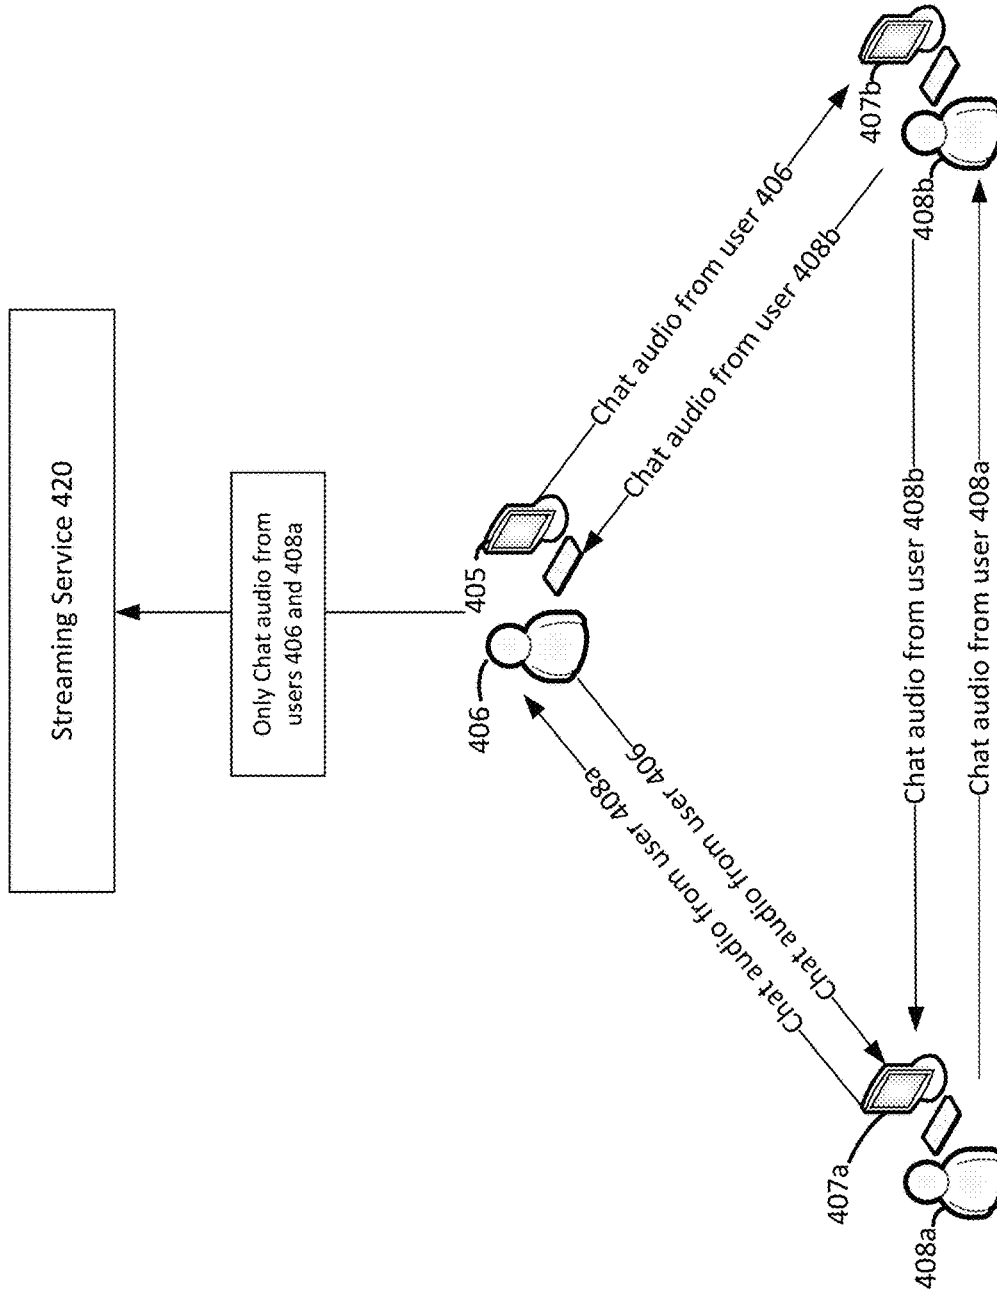 Streaming Service 420
Only Chat audio from
users 406 and 408a
405
406
Chat audio from user 406
Chat audio from user 408b
Chat audio from user 408a
Chat audio from user 406
407b
408b
Chat audio from user 408b
Chat audio from user 408a
407a
408a